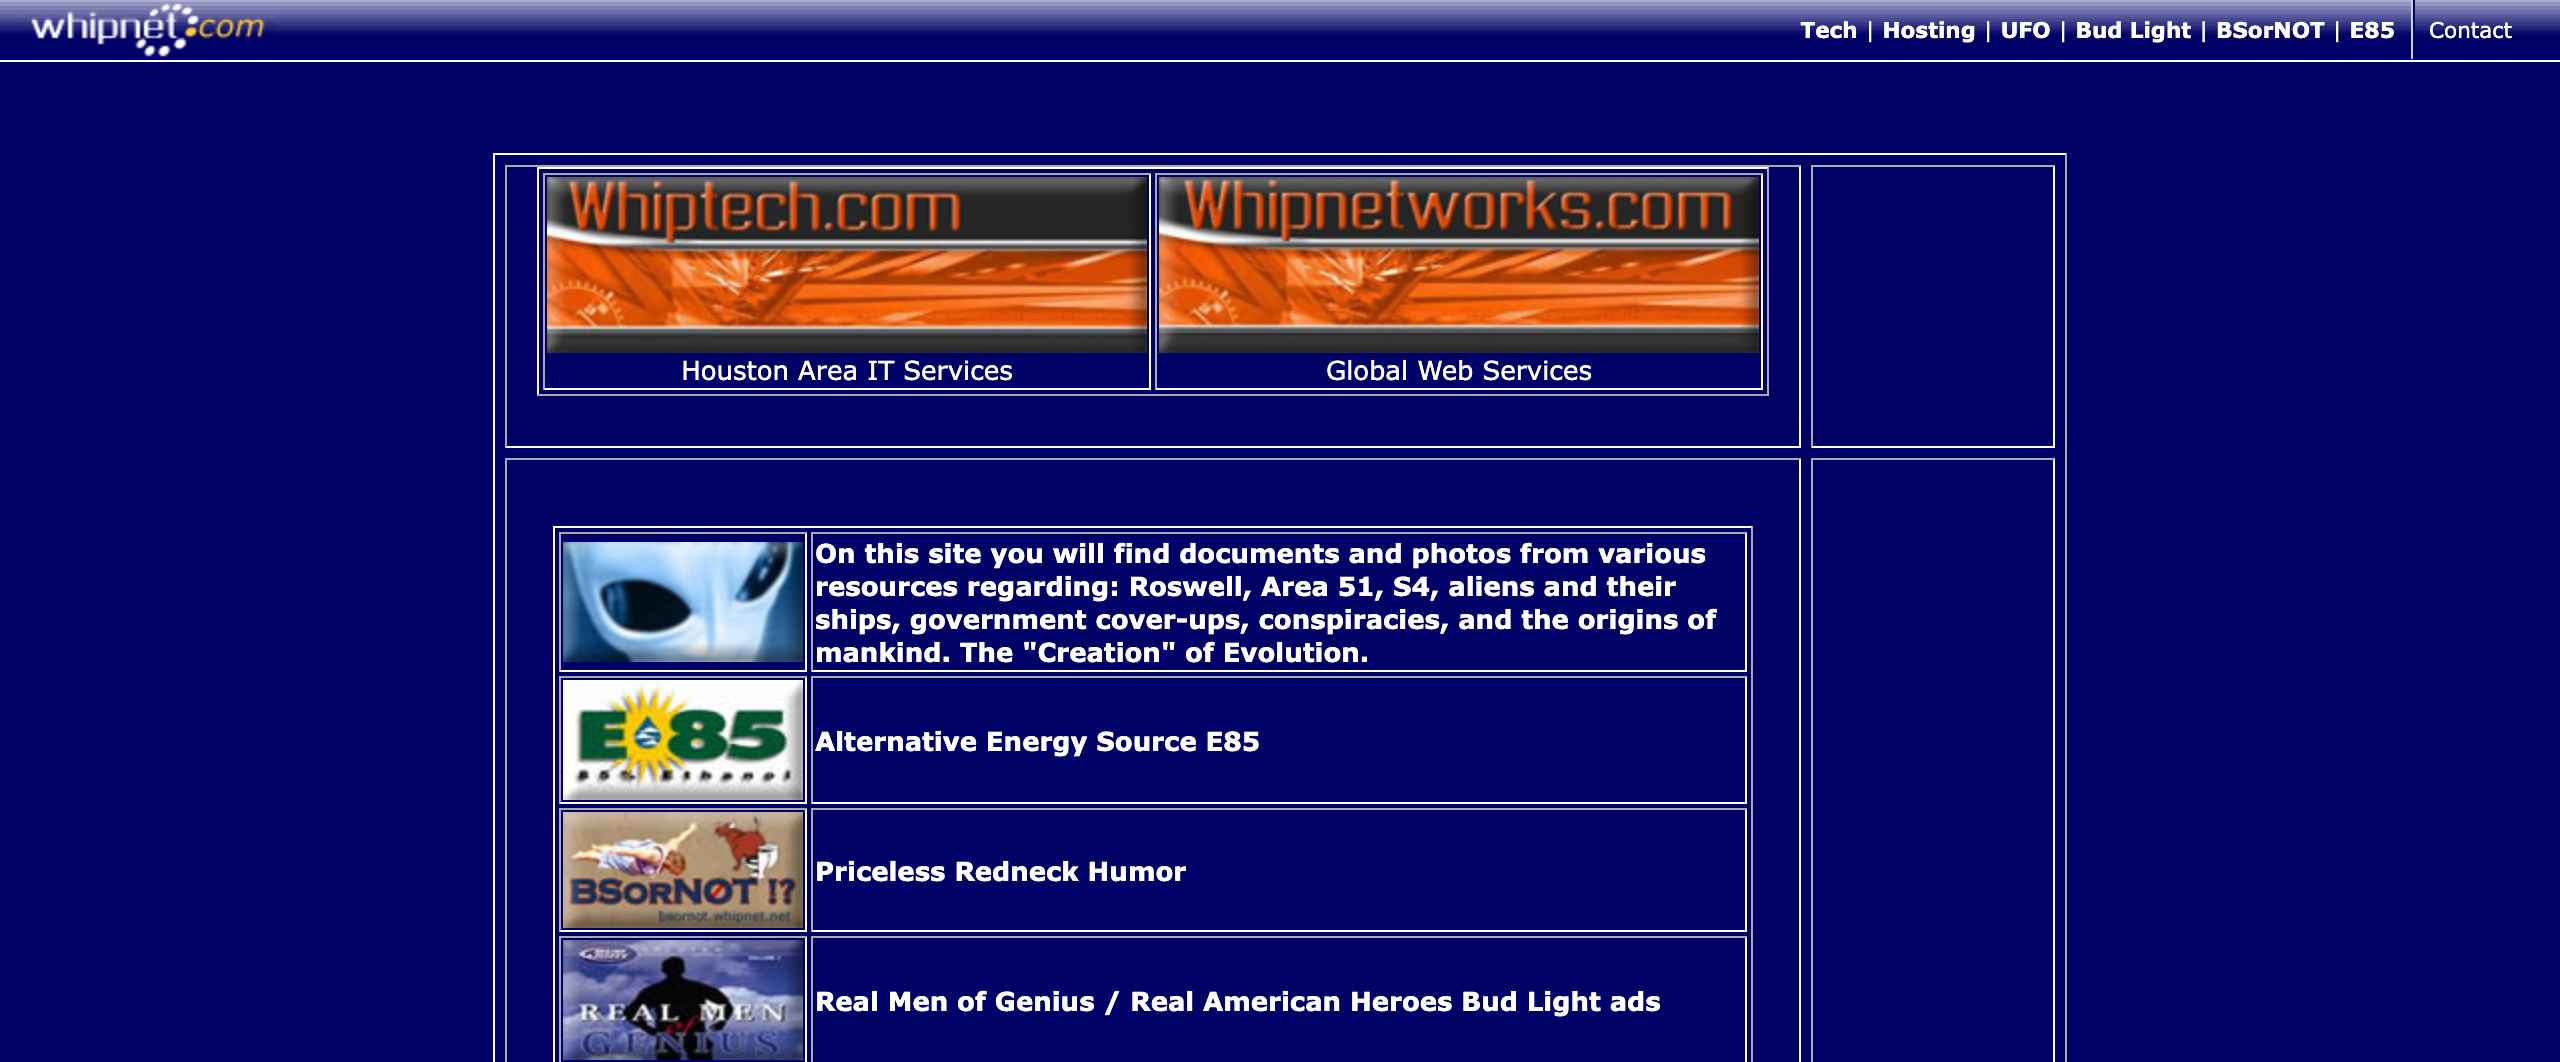 whipnet.com
Tech | Hosting | UFO | Bud Light | BSorNOT | E85
Contact
Whiptech.com
Whipnetworks.com
Houston Area IT Services
Global Web Services
On this site you will find documents and photos from various
resources regarding: Roswell, Area 51, S4, aliens and their
ships, government cover-ups, conspiracies, and the origins of
mankind. The "Creation" of Evolution.
E85
85% Ethanol
Alternative Energy Source E85
BSORNOT !?
bsornot.whipnet.net
Priceless Redneck Humor
REAL MEN
of
GENIUS
Real Men of Genius / Real American Heroes Bud Light ads